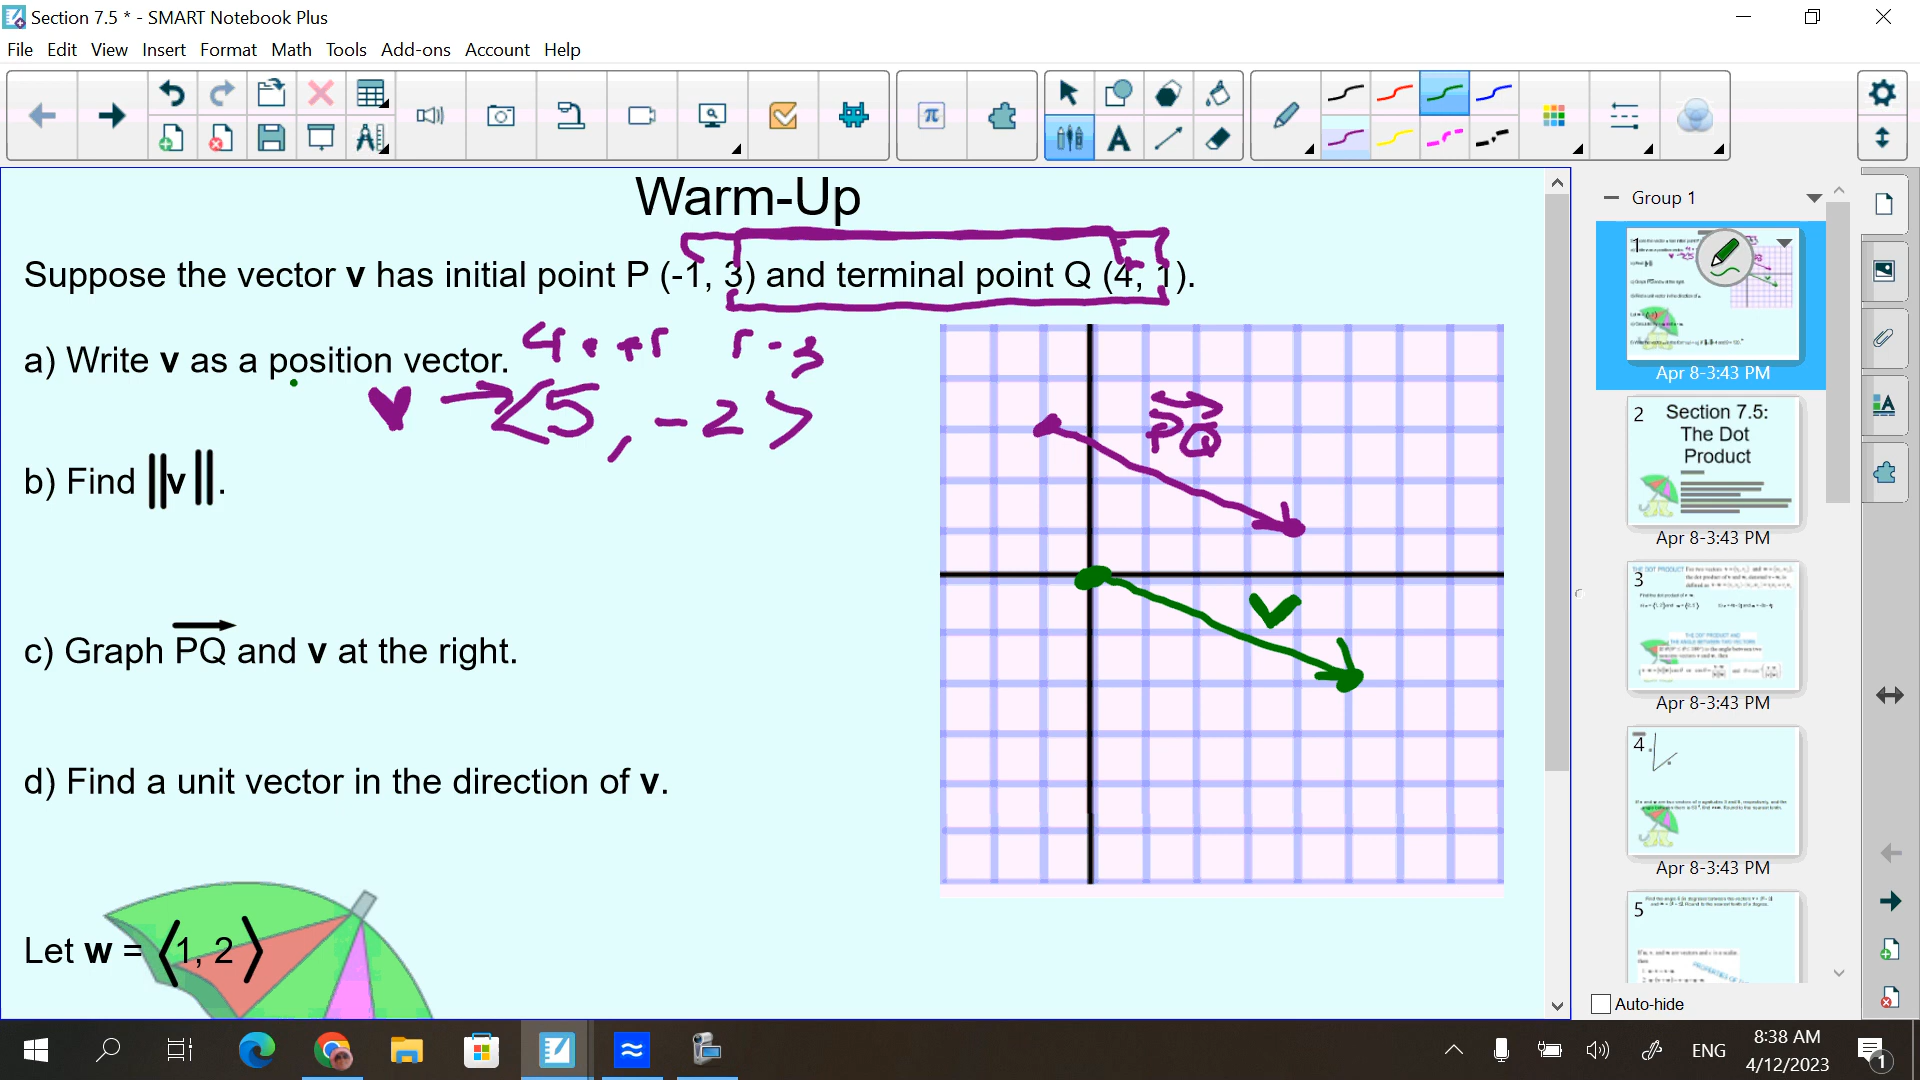 Section 7.5 * - SMART Notebook Plus
File Edit View Insert Format Math Tools Add-ons Account Help
π
A
Warm-Up
Suppose the vector v has initial point P (-1, 3) and terminal point Q (4, 1).
a) Write v as a position vector.
v → ⟨5, -2⟩
b) Find ||v||.
c) Graph PQ and v at the right.
d) Find a unit vector in the direction of v.
Let w = ⟨1, 2⟩
PQ
v
Group 1
1
Apr 8-3:43 PM
2
Section 7.5:
The Dot
Product
Apr 8-3:43 PM
3
THE DOT PRODUCT
Apr 8-3:43 PM
4
Apr 8-3:43 PM
5
Auto-hide
ENG
8:38 AM
4/12/2023
1